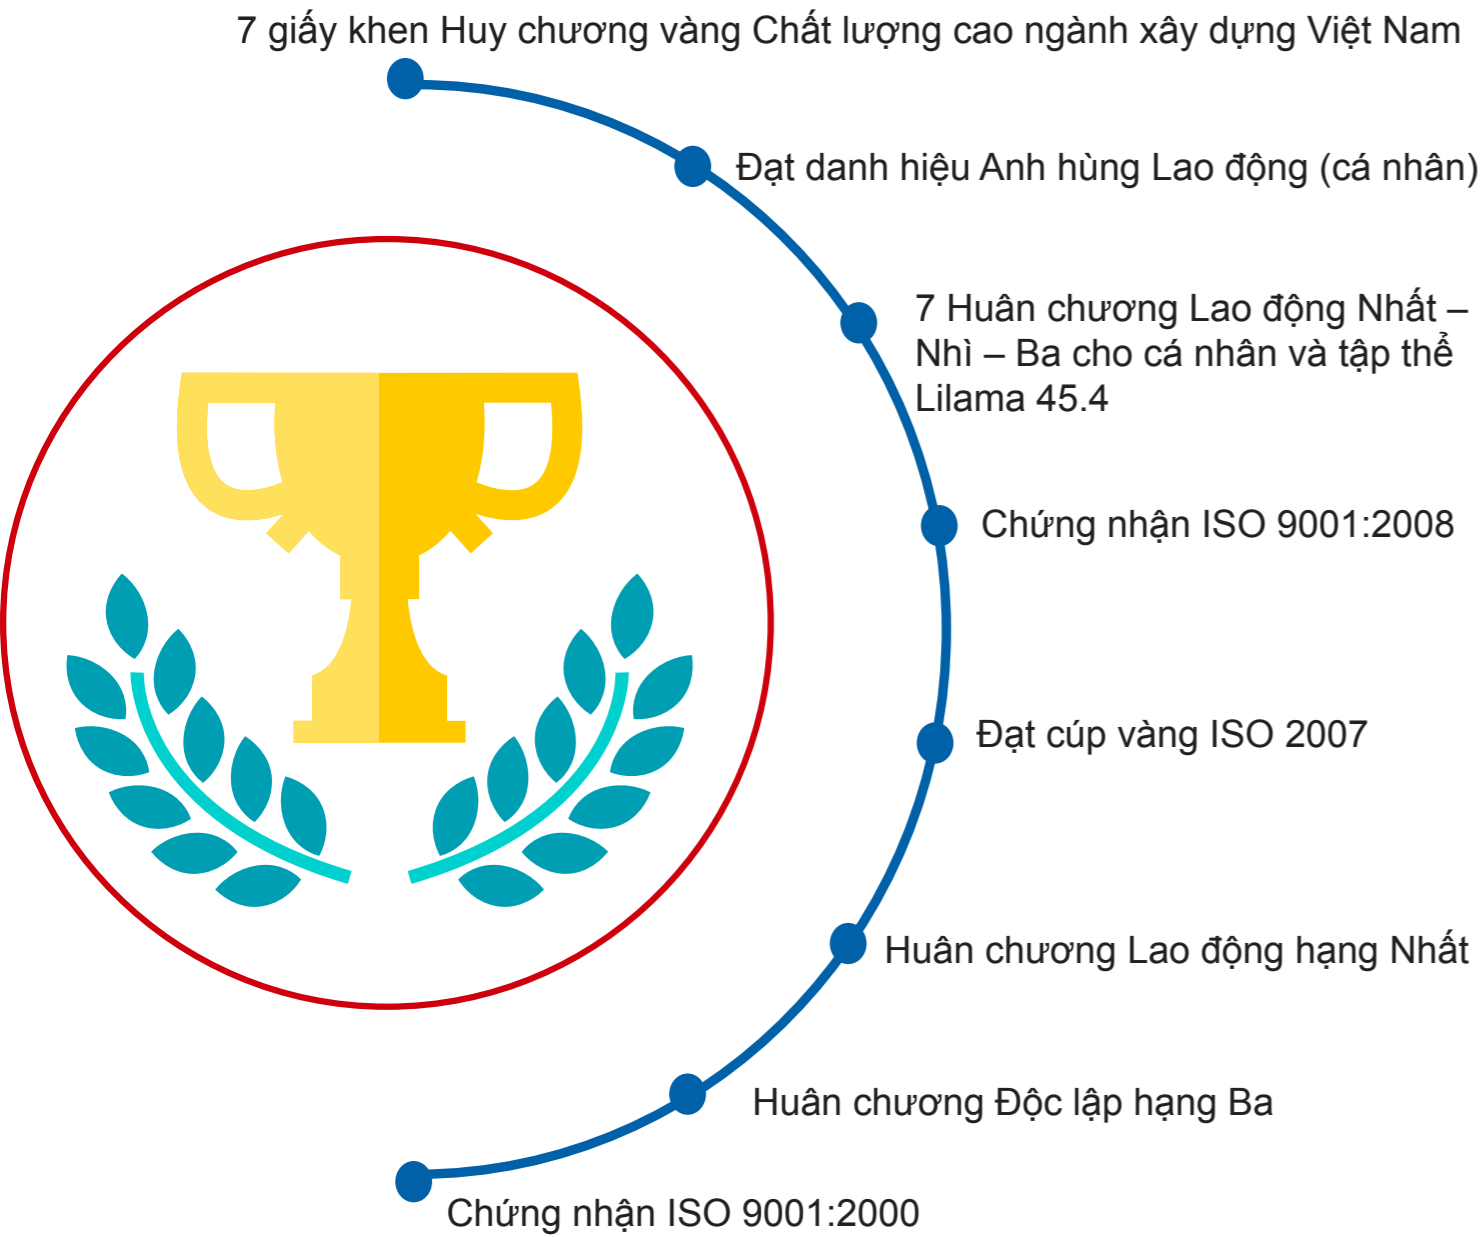 7 giấy khen Huy chương vàng Chất lượng cao ngành xây dựng Việt Nam
Đạt danh hiệu Anh hùng Lao động (cá nhân)
7 Huân chương Lao động Nhất –
Nhì – Ba cho cá nhân và tập thể
Lilama 45.4
Chứng nhận ISO 9001:2008
Đạt cúp vàng ISO 2007
Huân chương Lao động hạng Nhất
Huân chương Độc lập hạng Ba
Chứng nhận ISO 9001:2000